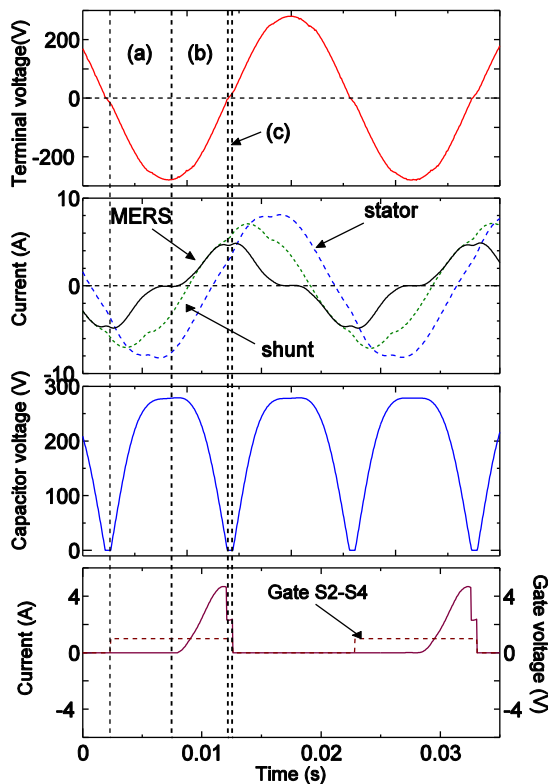 Terminal voltage(V)
200
0
-200
(a)
(b)
(c)
Current (A)
10
0
-10
MERS
stator
shunt
Capacitor voltage (V)
300
200
100
0
Current (A)
4
0
-4
Gate S2-S4
4
0
-4
Gate voltage (V)
0
0.01
0.02
0.03
Time (s)